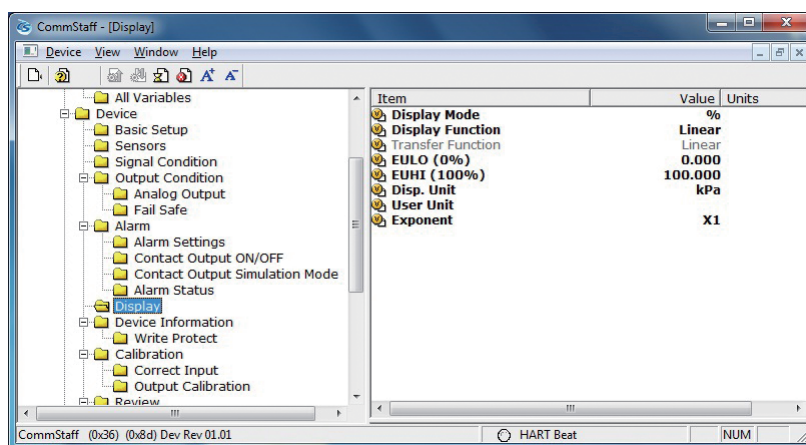 CommStaff - [Display]
Device View Window Help
A+ A-
All Variables
Device
Basic Setup
Sensors
Signal Condition
Output Condition
Analog Output
Fail Safe
Alarm
Alarm Settings
Contact Output ON/OFF
Contact Output Simulation Mode
Alarm Status
Display
Device Information
Write Protect
Calibration
Correct Input
Output Calibration
Review
Item Value Units
Display Mode %
Display Function Linear
Transfer Function Linear
EULO (0%) 0.000
EUHI (100%) 100.000
Disp. Unit kPa
User Unit
Exponent X1
CommStaff (0x36) (0x8d) Dev Rev 01.01 HART Beat NUM